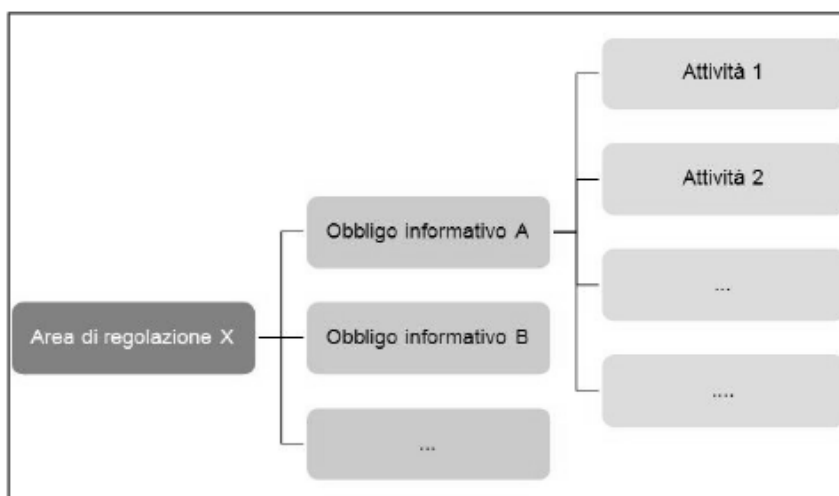 Area di regolazione X
Obbligo informativo A
Obbligo informativo B
...
Attività 1
Attività 2
...
....